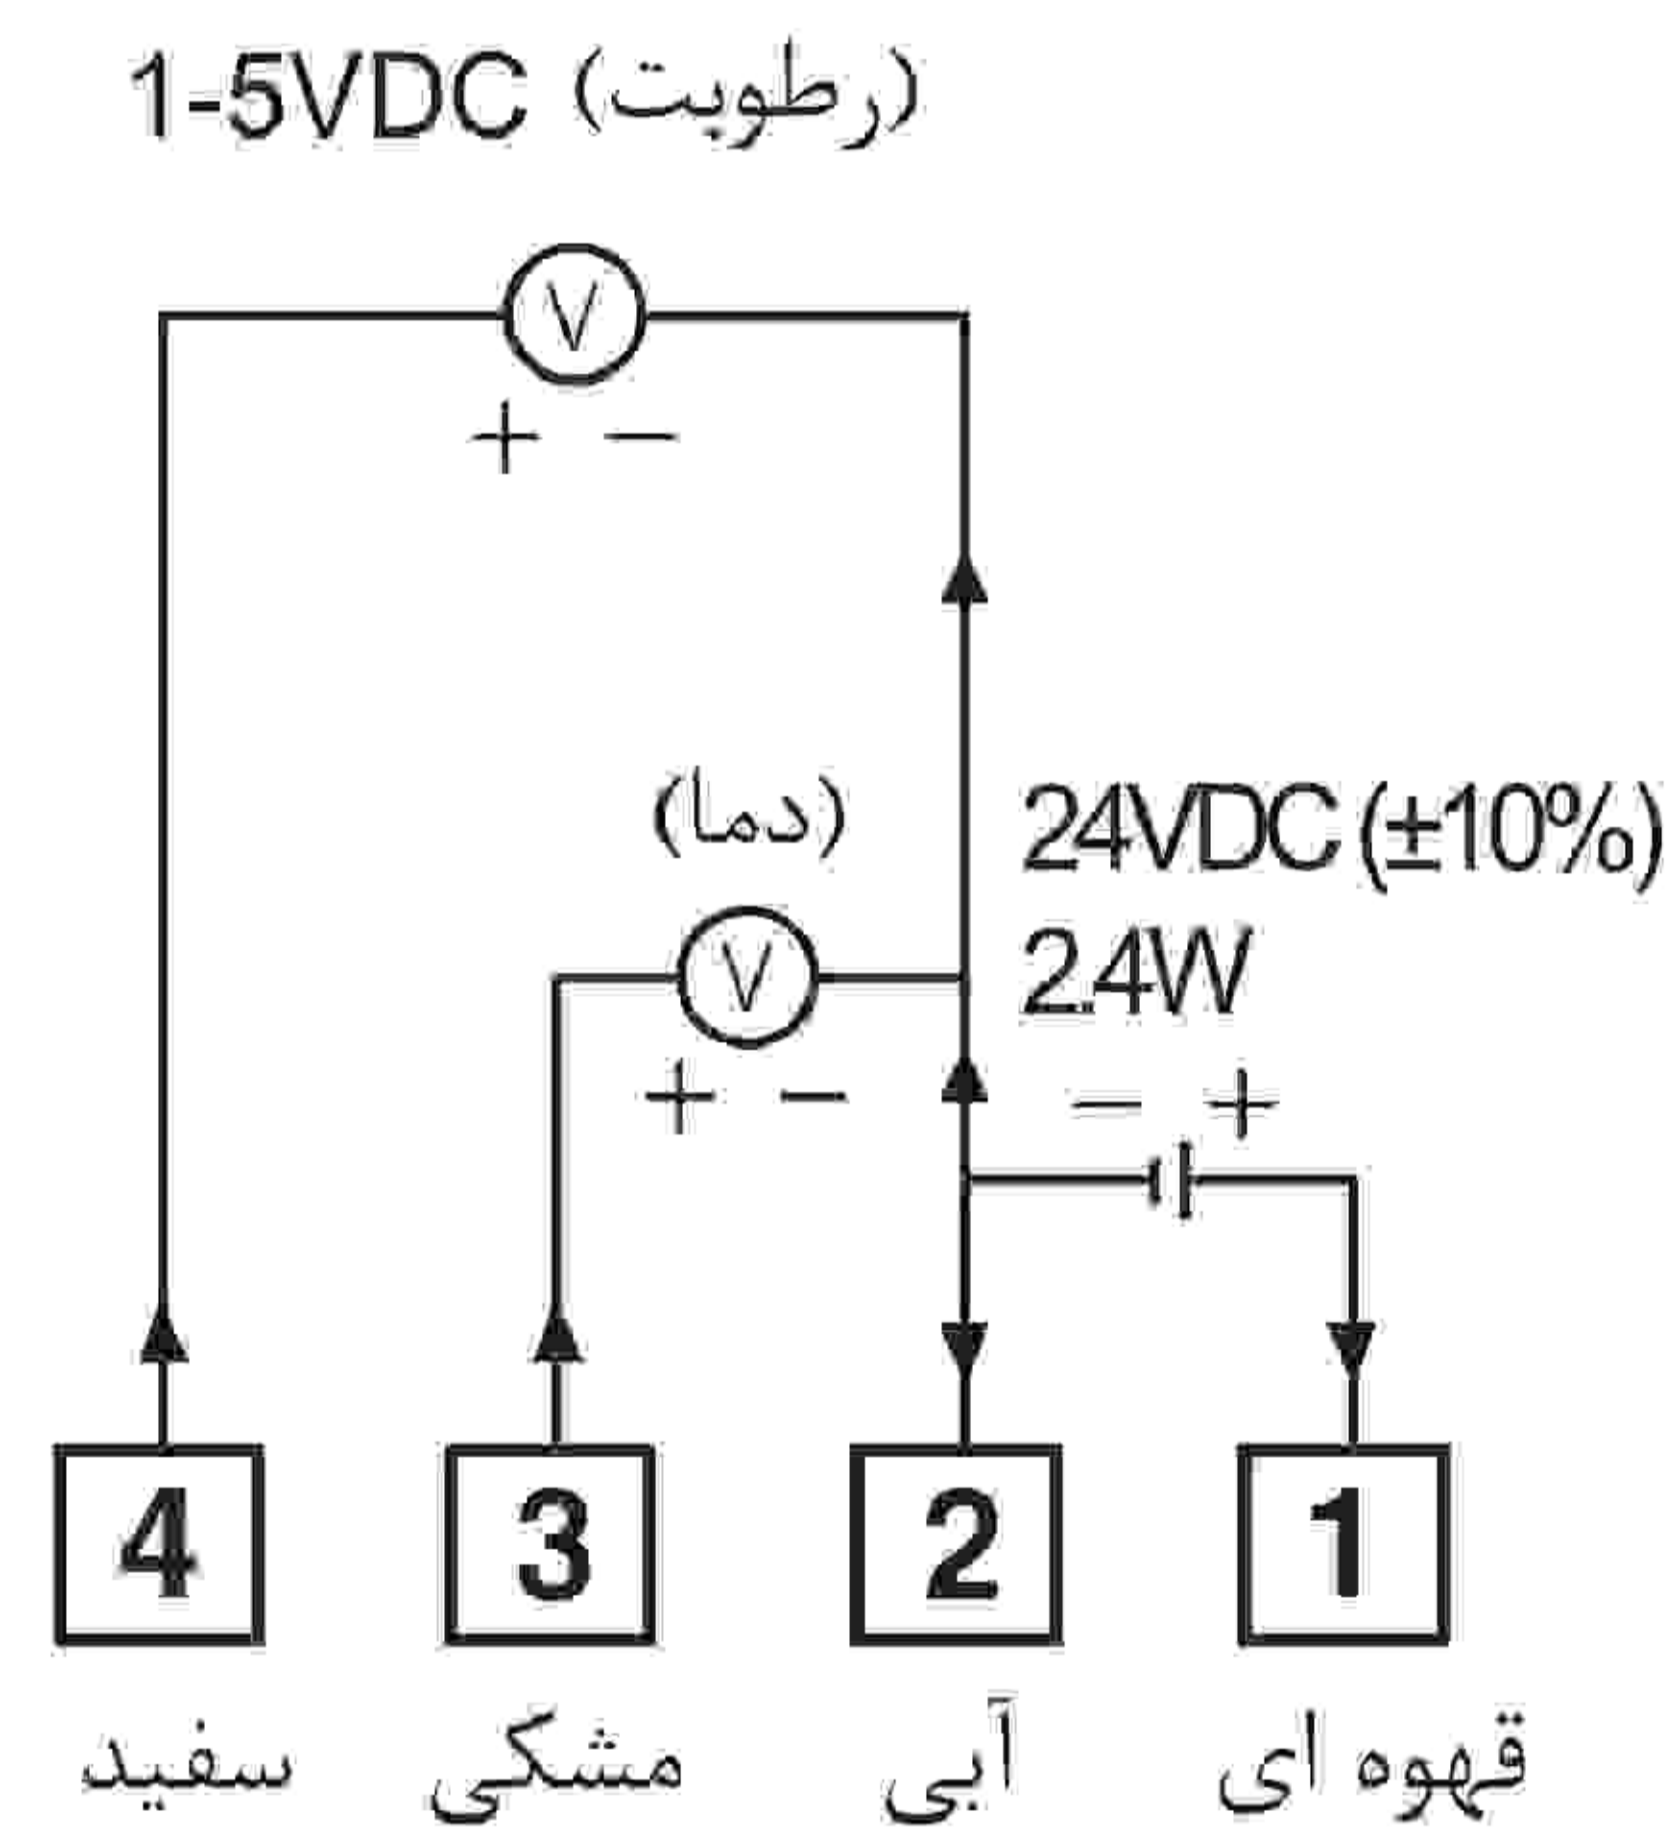 1-5VDC (رطوبت)
V
+ −
(دما)
24VDC (±10%)
2.4W
V
+ −
− +
4 3 2 1
سفید مشکی آبی قهوه ای